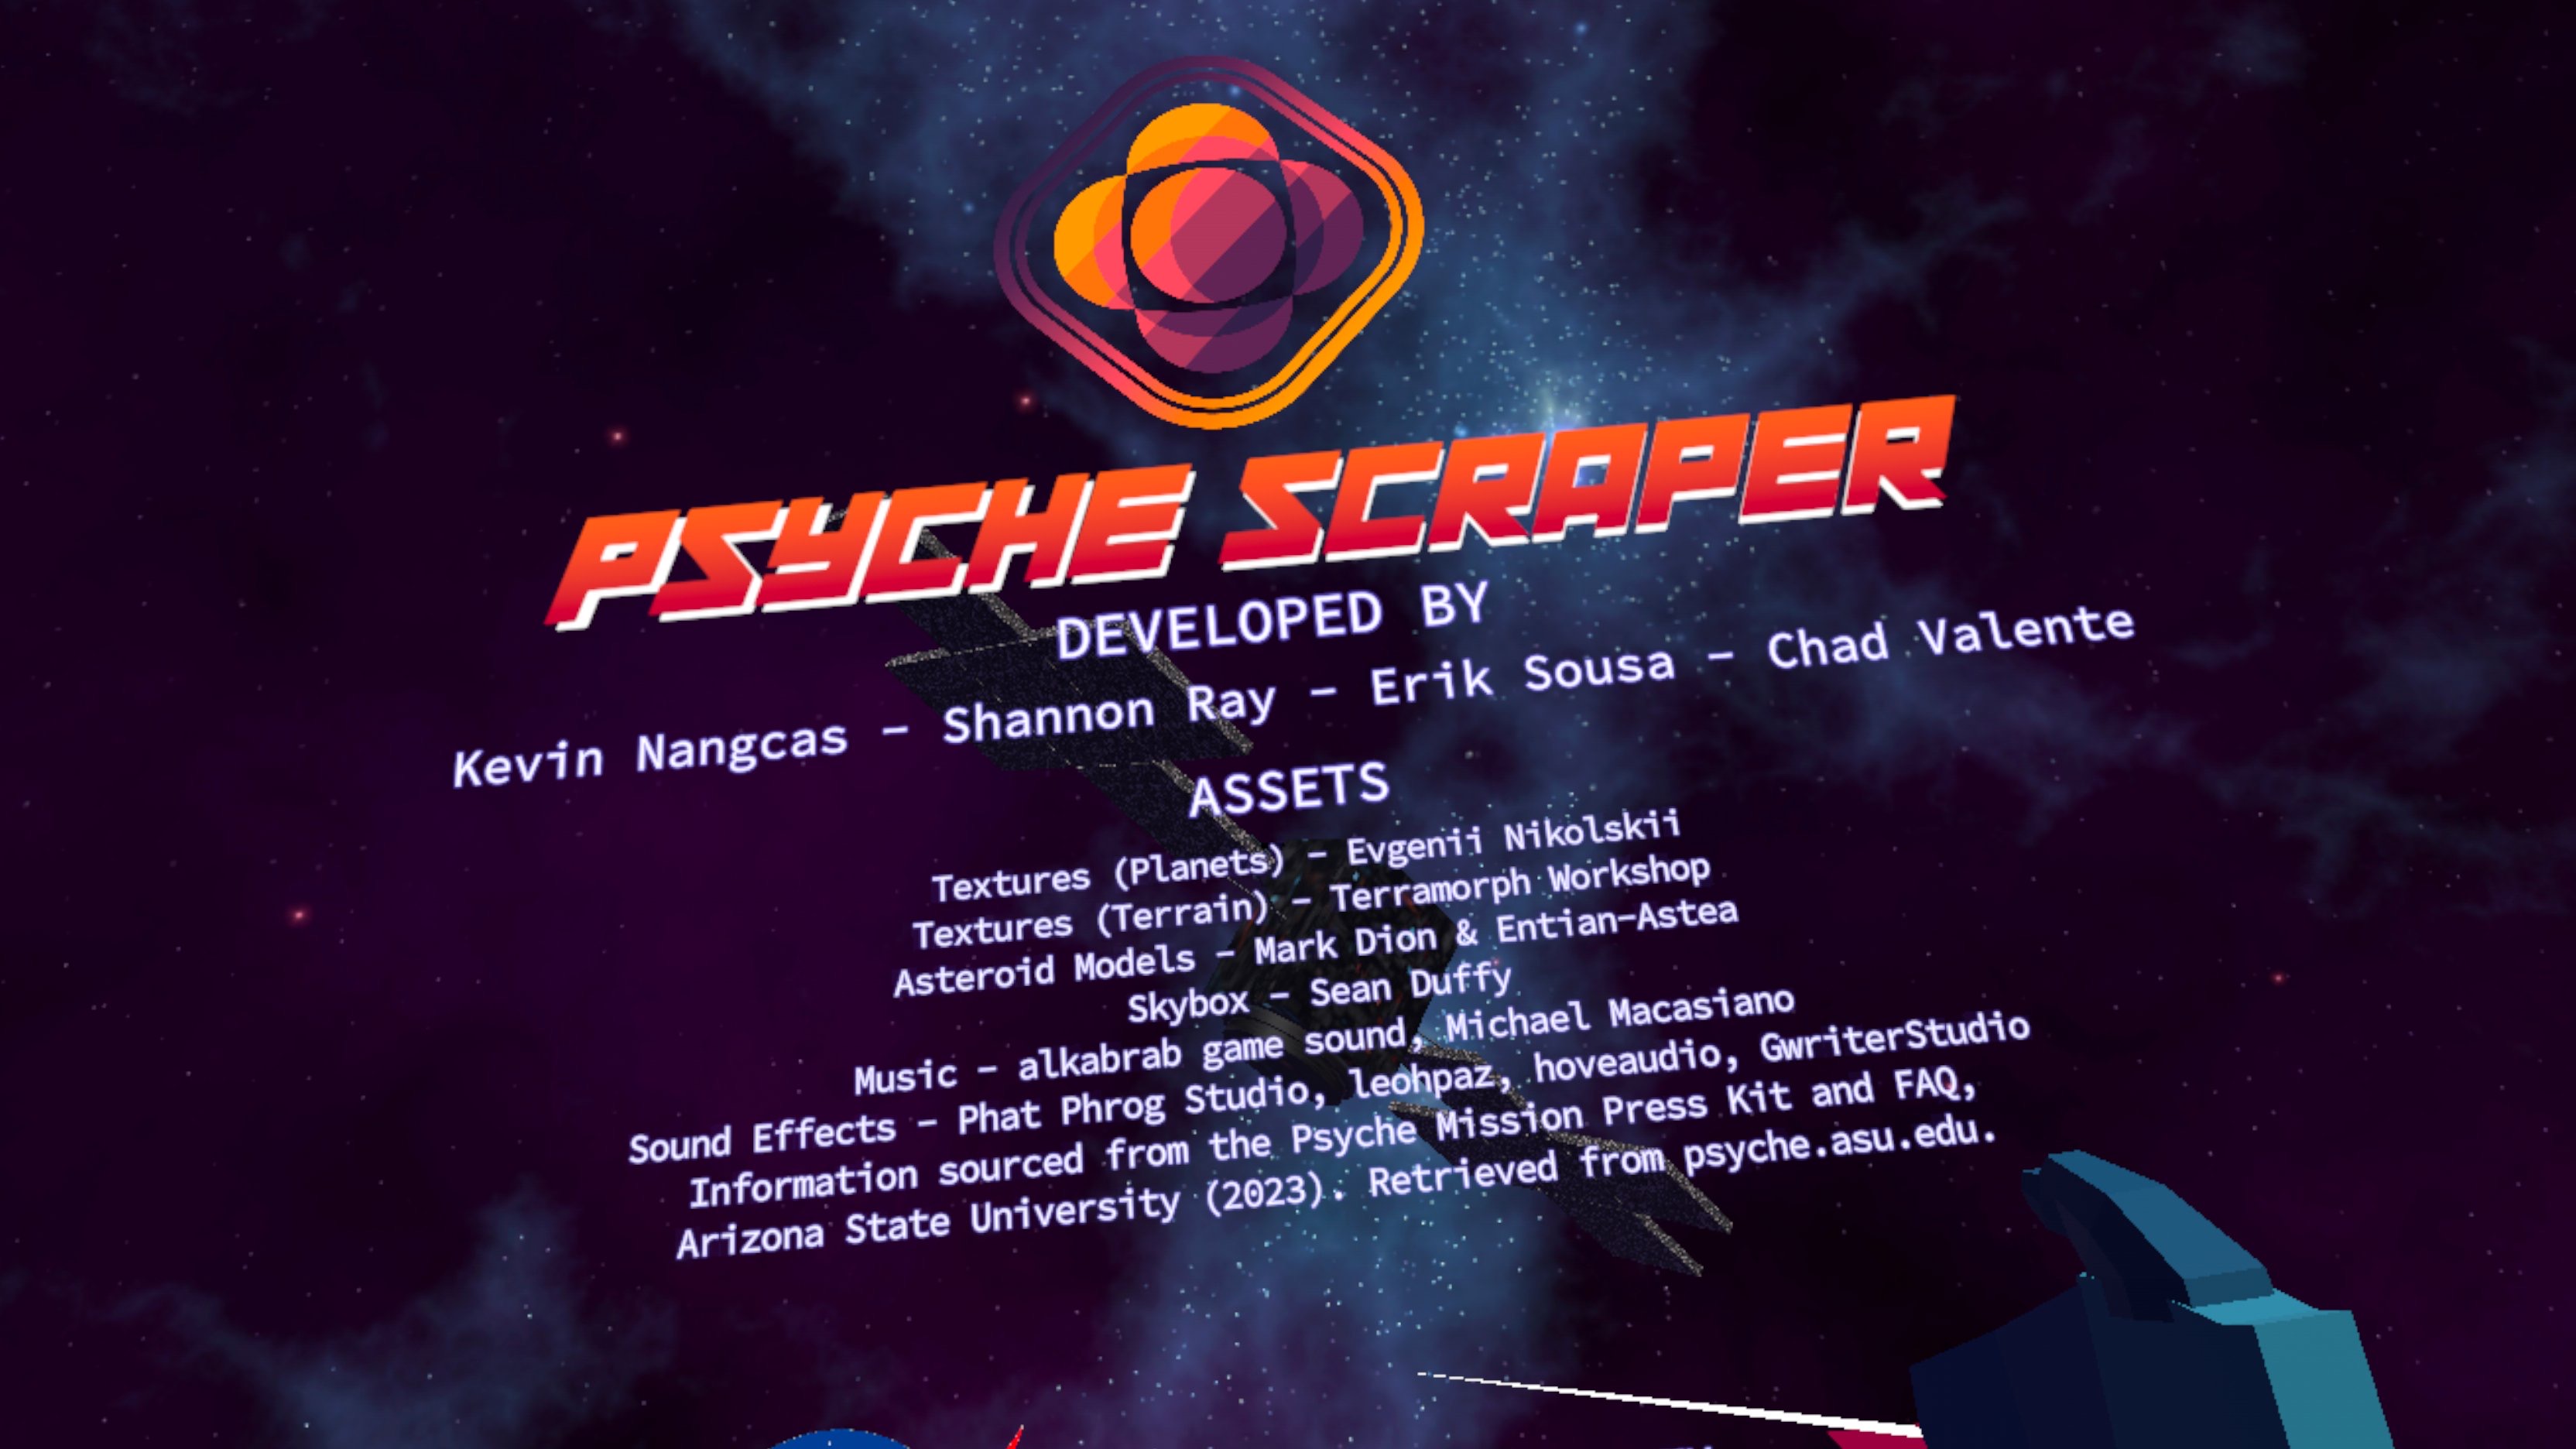 PSYCHE SCRAPER
DEVELOPED BY
Kevin Nangcas - Shannon Ray - Erik Sousa - Chad Valente
ASSETS
Textures (Planets) - Evgenii Nikolskii
Textures (Terrain) - Terramorph Workshop
Asteroid Models - Mark Dion & Entian-Astea
Skybox - Sean Duffy
Music - alkabrab game sound, Michael Macasiano
Sound Effects - Phat Phrog Studio, leohpaz, hoveaudio, GwriterStudio
Information sourced from the Psyche Mission Press Kit and FAQ,
Arizona State University (2023). Retrieved from psyche.asu.edu.